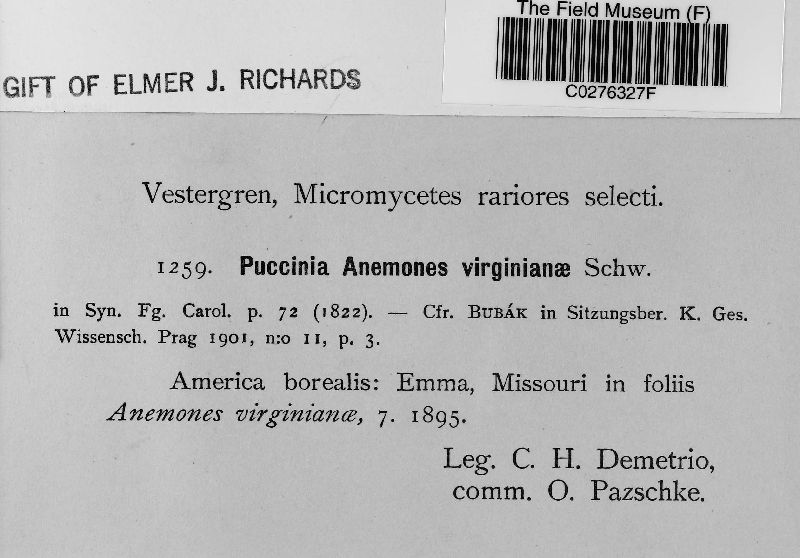 The Field Museum (F)
C0276327F
GIFT OF ELMER J. RICHARDS
Vestergren, Micromycetes rariores selecti.
1259. Puccinia Anemones virginianæ Schw.
in Syn. Fg. Carol. p. 72 (1822). — Cfr. BUBÁK in Sitzungsber. K. Ges.
Wissensch. Prag 1901, n:o 11, p. 3.
America borealis: Emma, Missouri in foliis
Anemones virginianæ, 7. 1895.
Leg. C. H. Demetrio,
comm. O. Pazschke.